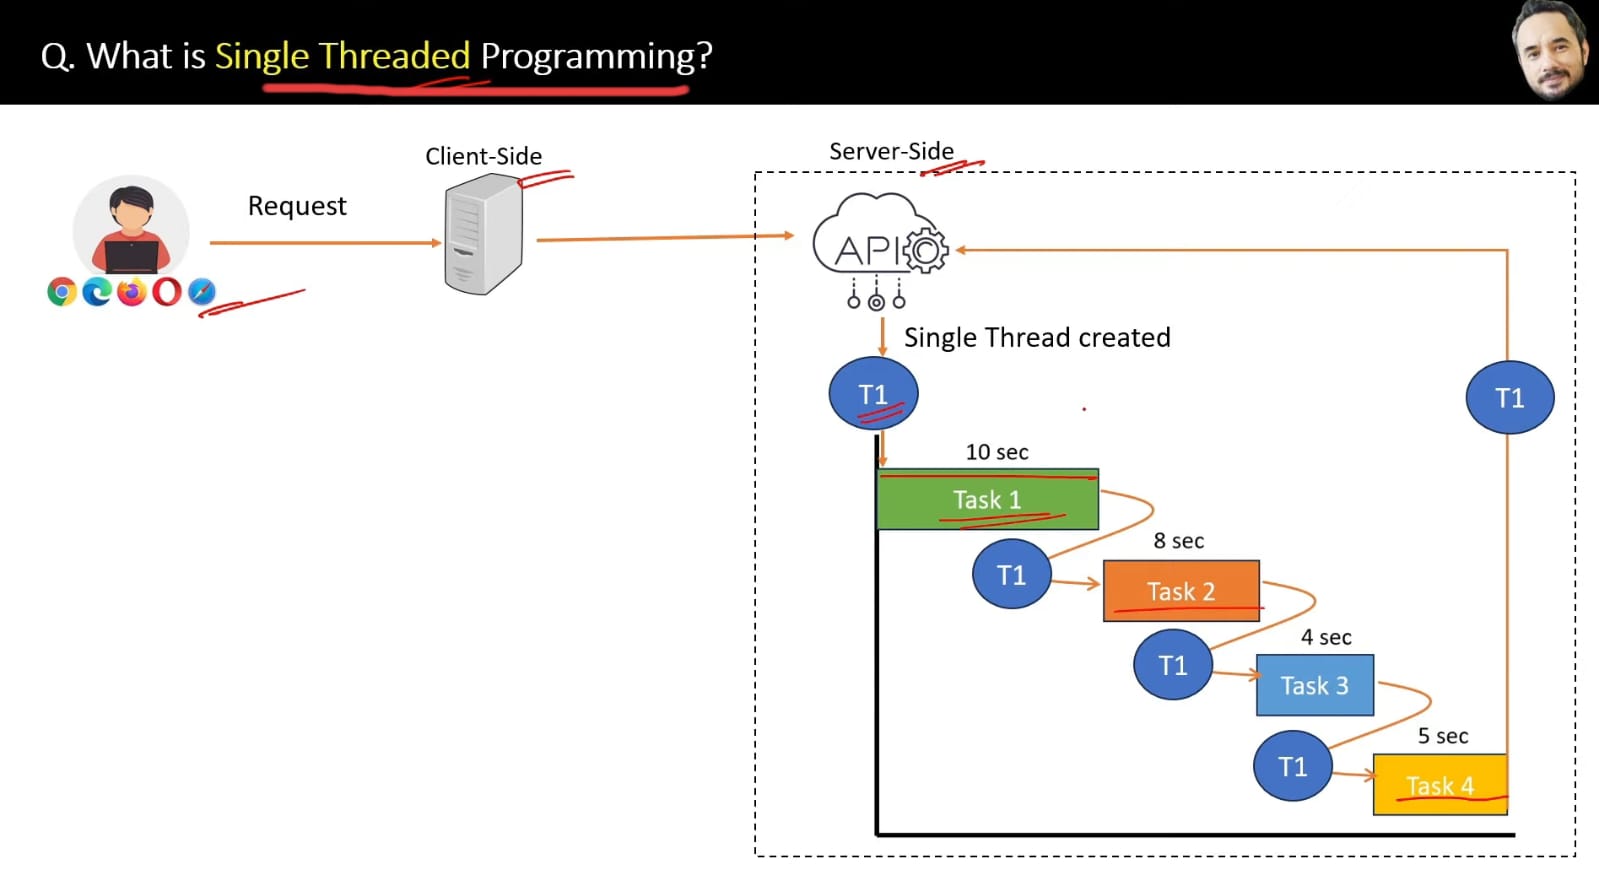 Q. What is Single Threaded Programming?
Client-Side
Server-Side
Request
API
Single Thread created
T1
T1
10 sec
Task 1
8 sec
T1
Task 2
4 sec
T1
Task 3
5 sec
T1
Task 4